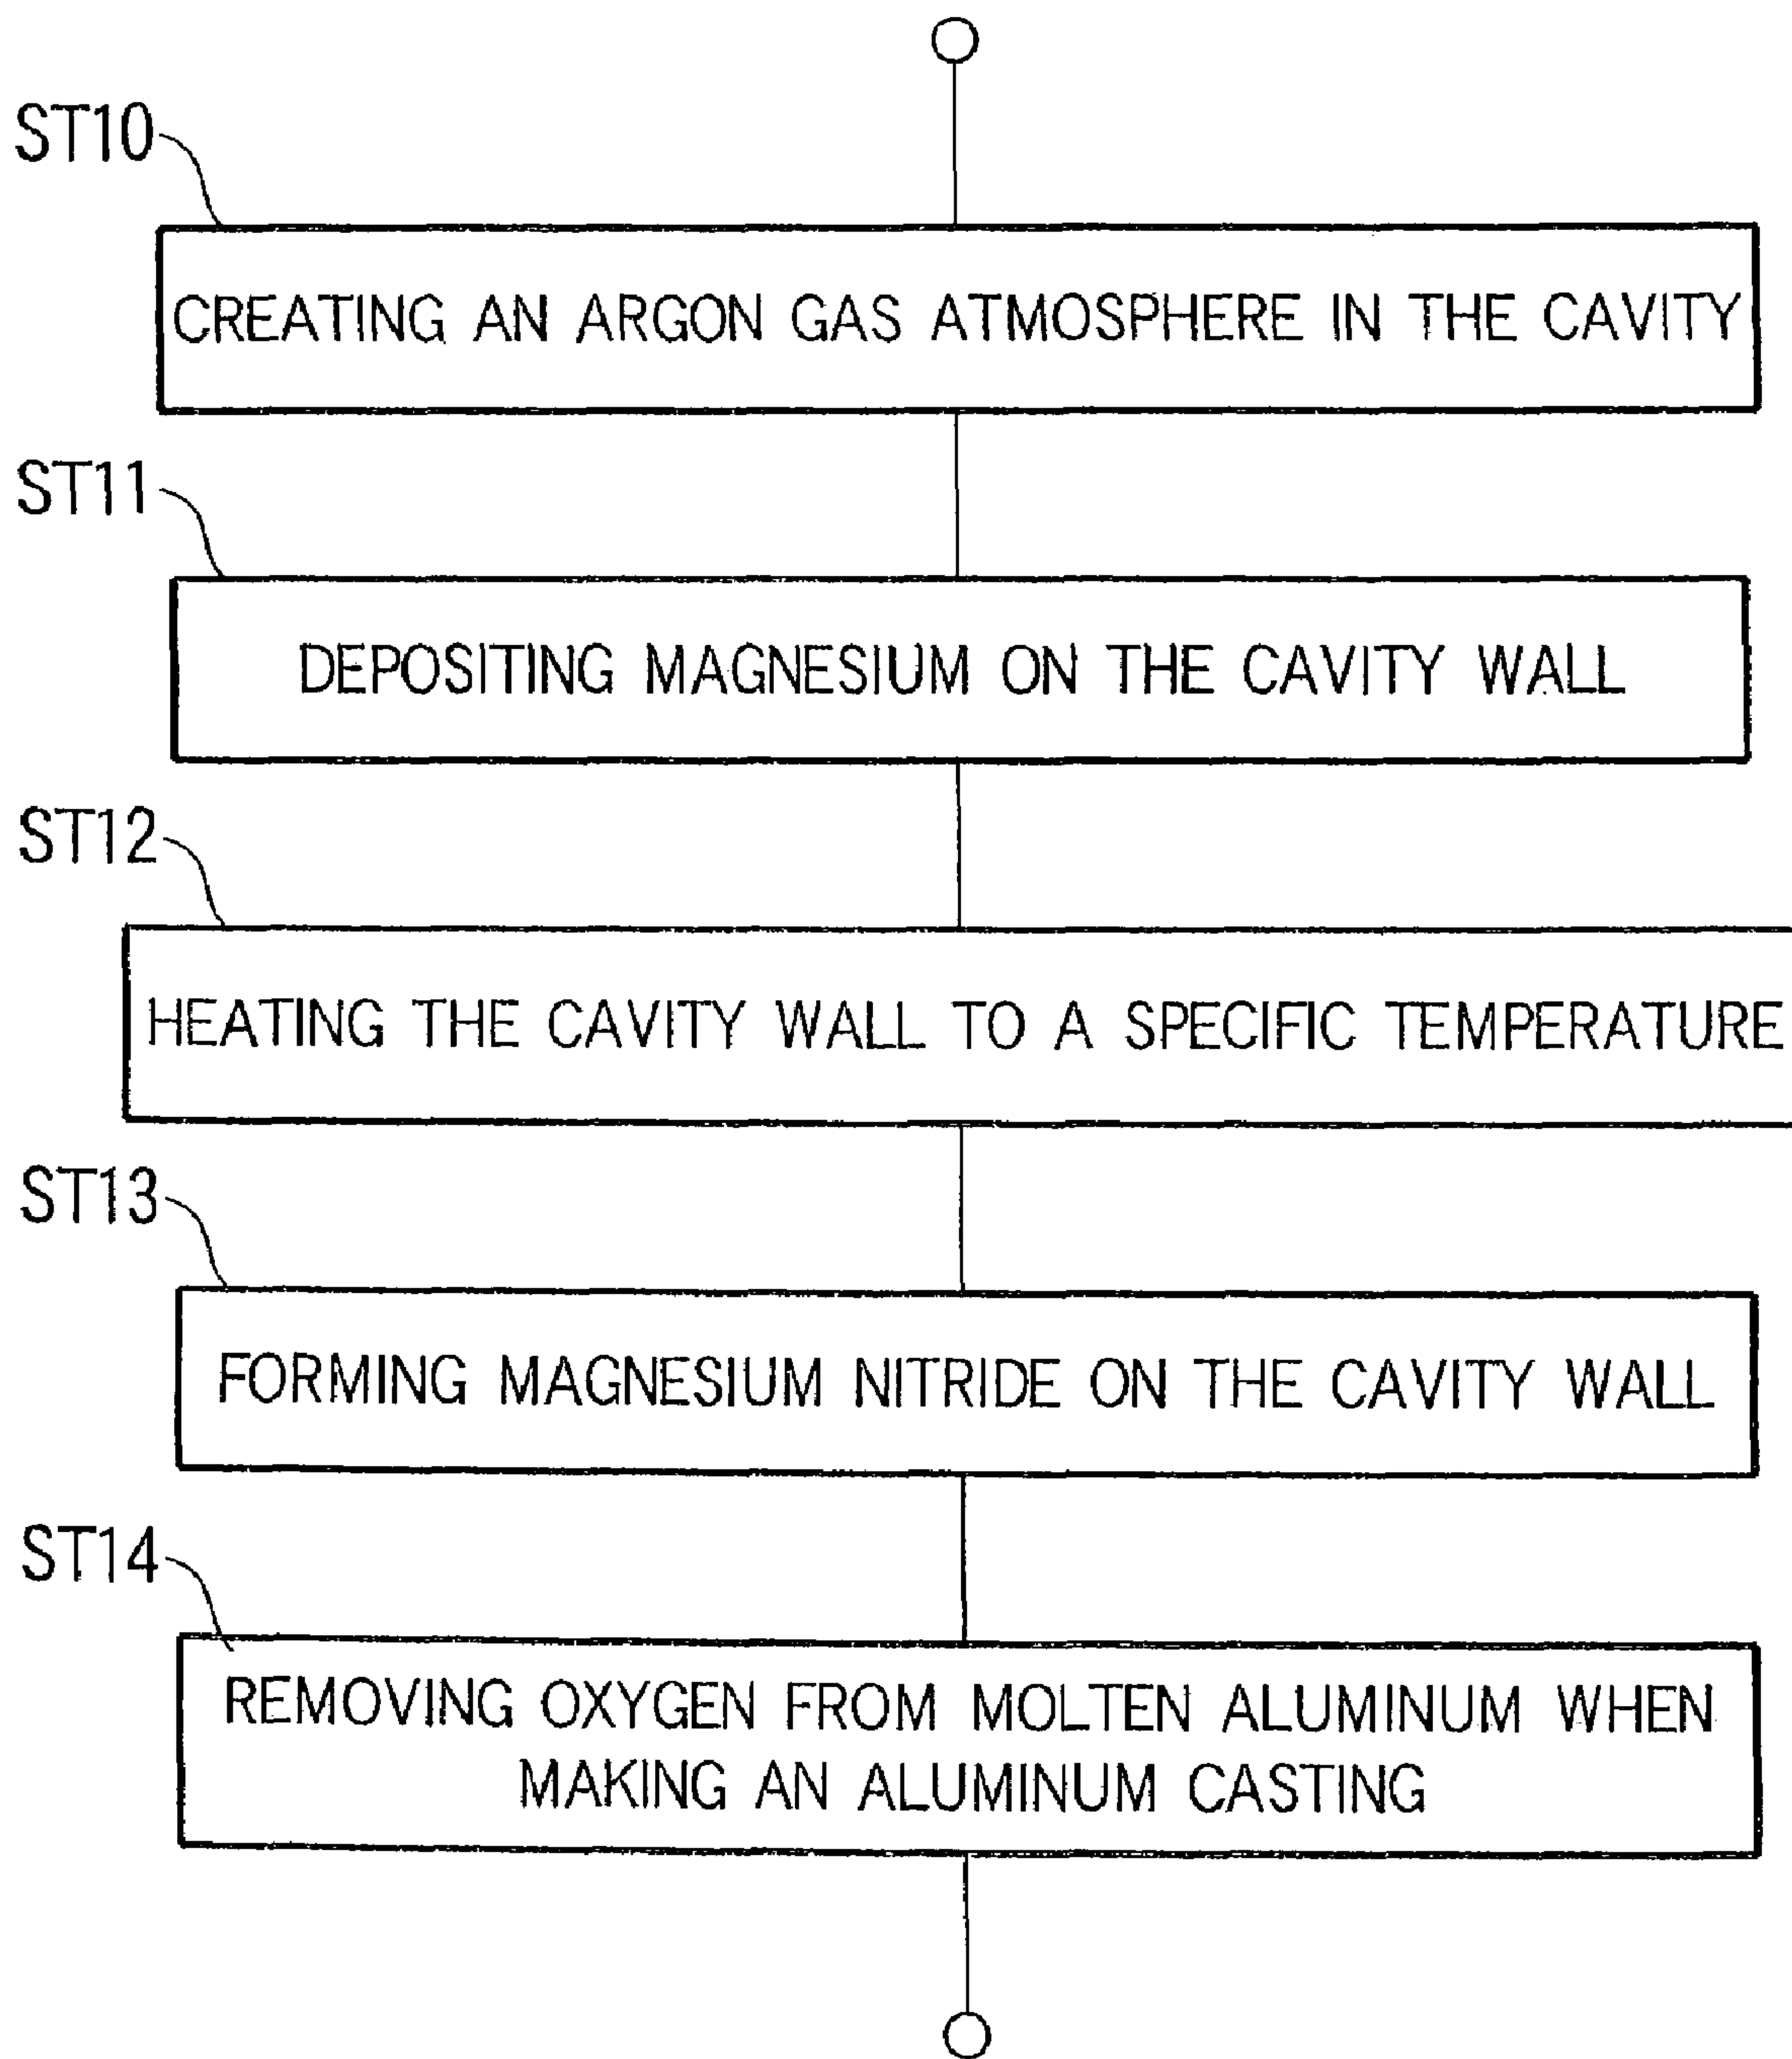 ST10
CREATING AN ARGON GAS ATMOSPHERE IN THE CAVITY
ST11
DEPOSITING MAGNESIUM ON THE CAVITY WALL
ST12
HEATING THE CAVITY WALL TO A SPECIFIC TEMPERATURE
ST13
FORMING MAGNESIUM NITRIDE ON THE CAVITY WALL
ST14
REMOVING OXYGEN FROM MOLTEN ALUMINUM WHEN
MAKING AN ALUMINUM CASTING